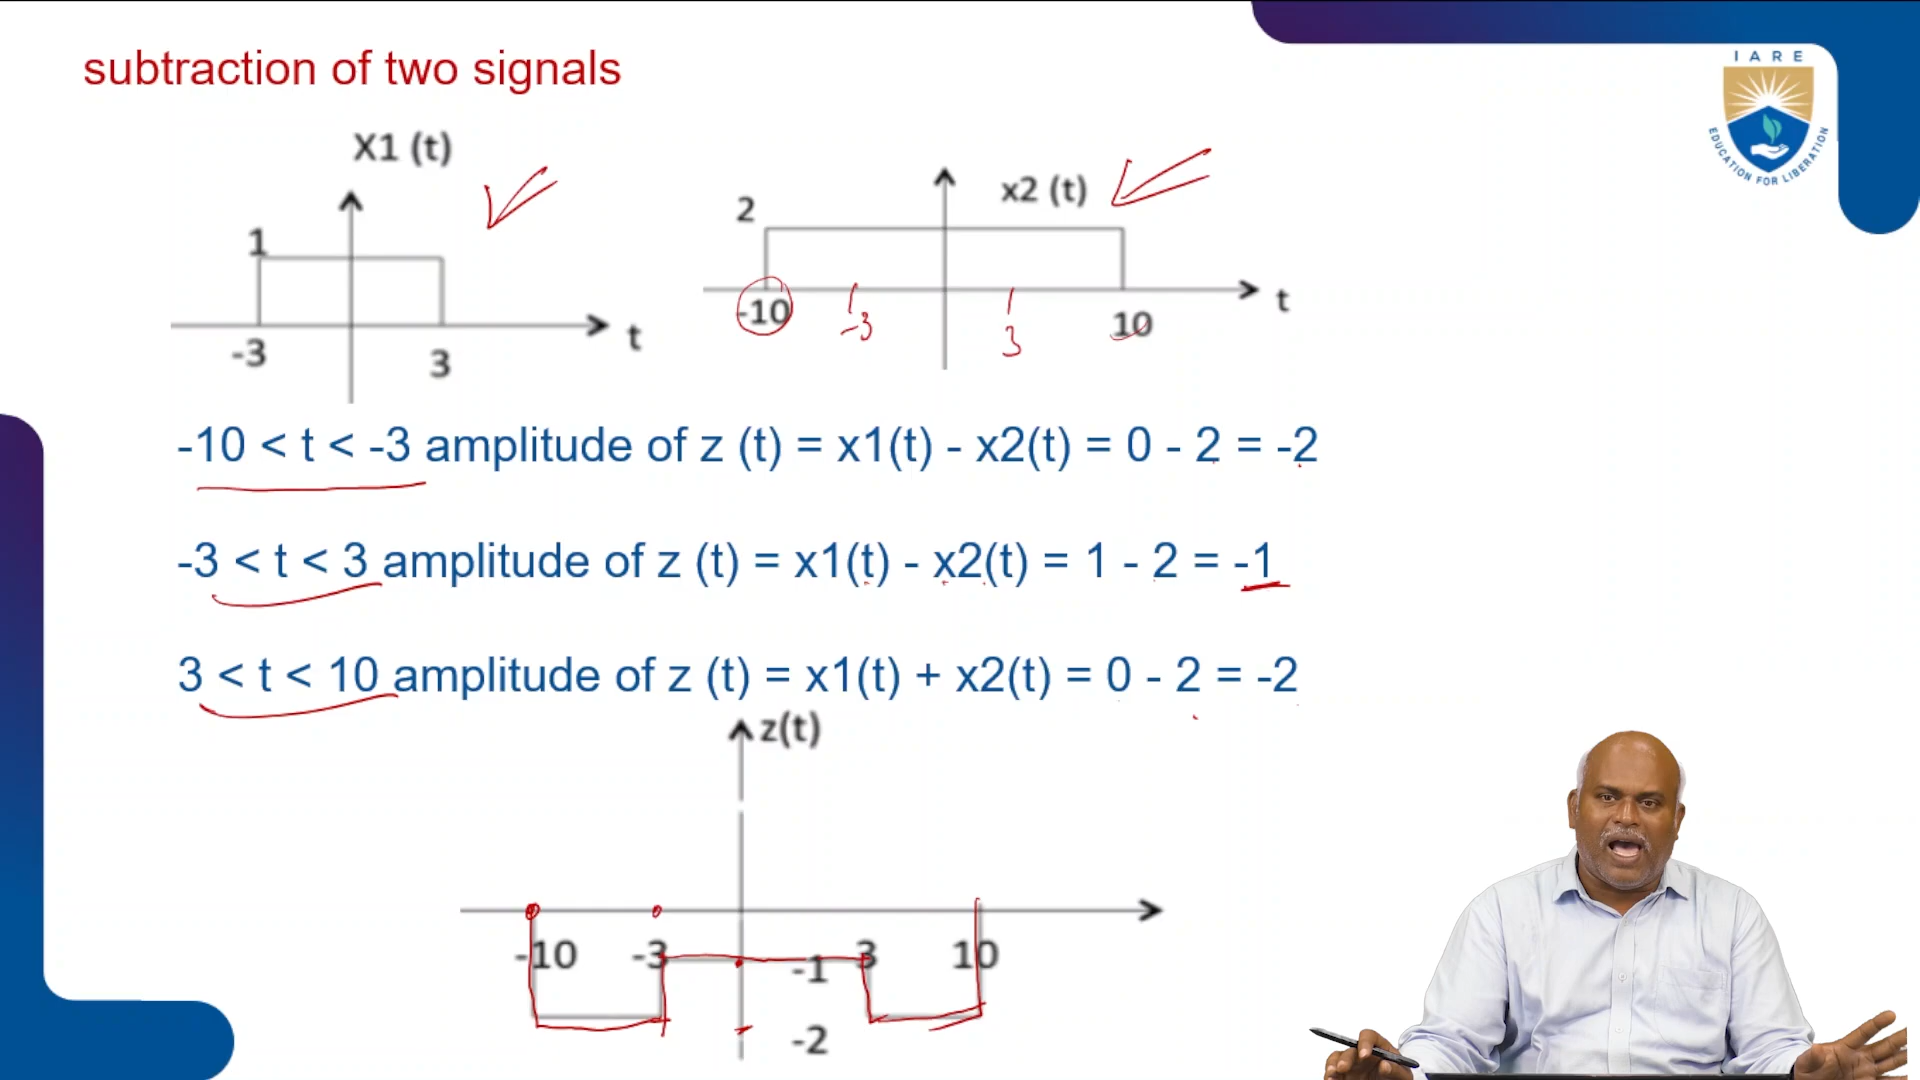 subtraction of two signals
IARE
EDUCATION FOR LIBERATION
X1 (t)
1
-3
3
t
x2 (t)
2
-10
-3
3
10
t
-10 < t < -3 amplitude of z (t) = x1(t) - x2(t) = 0 - 2 = -2
-3 < t < 3 amplitude of z (t) = x1(t) - x2(t) = 1 - 2 = -1
3 < t < 10 amplitude of z (t) = x1(t) + x2(t) = 0 - 2 = -2
z(t)
-10
-3
-1
3
10
-2